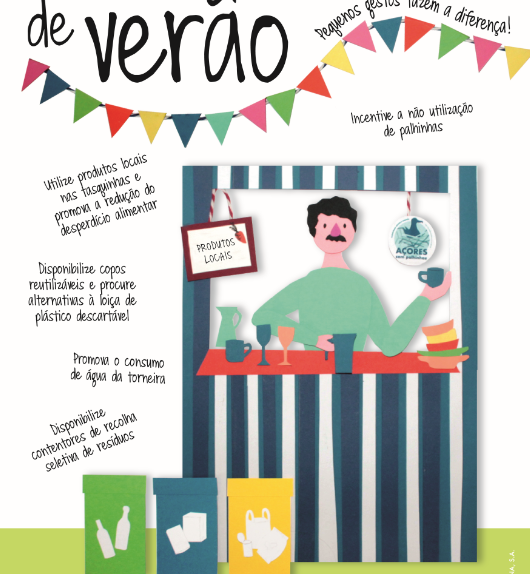 de verão
Pequenos gestos fazem a diferença!
Incentive a não utilização
de palhinhas
Utilize produtos locais
nas tasquinhas e
promova a redução do
desperdício alimentar
PRODUTOS
LOCAIS
AÇORES
sem palhinhas
Disponibilize copos
reutilizáveis e procure
alternativas à loiça de
plástico descartável
Promova o consumo
de água da torneira
Disponibilize
contentores de recolha
seletiva de resíduos